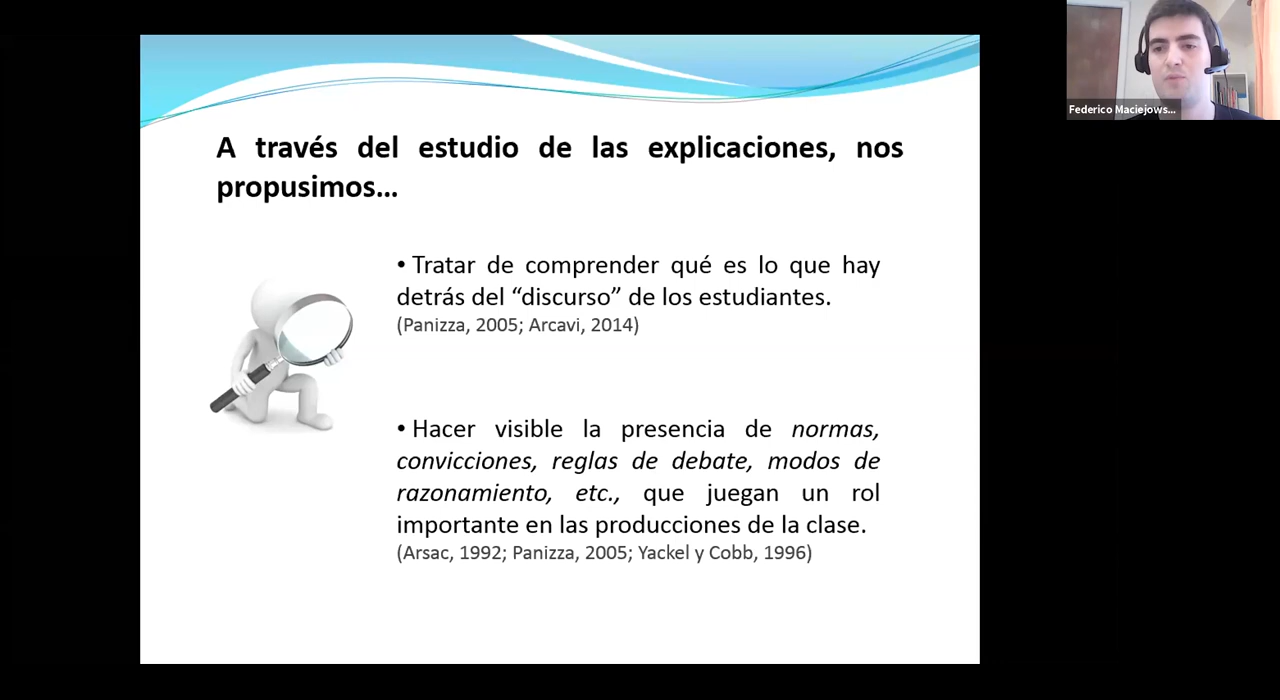 A través del estudio de las explicaciones, nos
propusimos...
• Tratar de comprender qué es lo que hay
detrás del “discurso” de los estudiantes.
(Panizza, 2005; Arcavi, 2014)
• Hacer visible la presencia de normas,
convicciones, reglas de debate, modos de
razonamiento, etc., que juegan un rol
importante en las producciones de la clase.
(Arsac, 1992; Panizza, 2005; Yackel y Cobb, 1996)
Federico Maciejows...